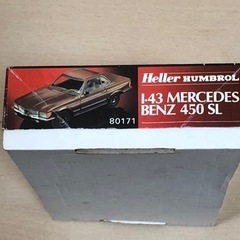 Heller HUMBROL
1-43 MERCEDES
BENZ 450 SL
80171